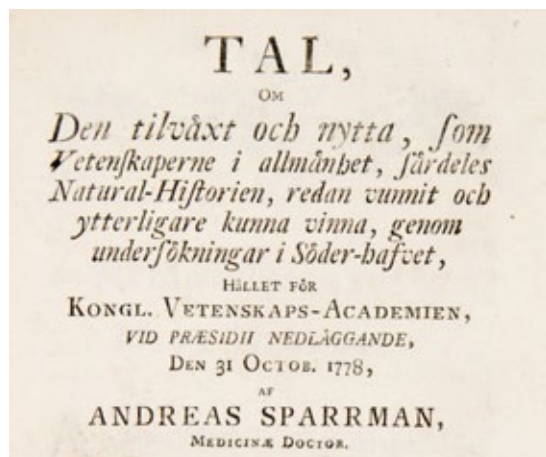 TAL,
OM
Den tilvåxt och nytta, ſom
Vetenſkaperne i allmånhet, ſårdeles
Natural-Hiſtorien, redan vunnit och
ytterligare kunna vinna, genom
underſökningar i Söder-hafvet,
HÅLLET FÖR
KONGL. VETENSKAPS-ACADEMIEN,
VID PRÆSIDII NEDLÄGGANDE,
DEN 31 OCTOB. 1778,
AF
ANDREAS SPARRMAN,
MEDICINÆ DOCTOR.